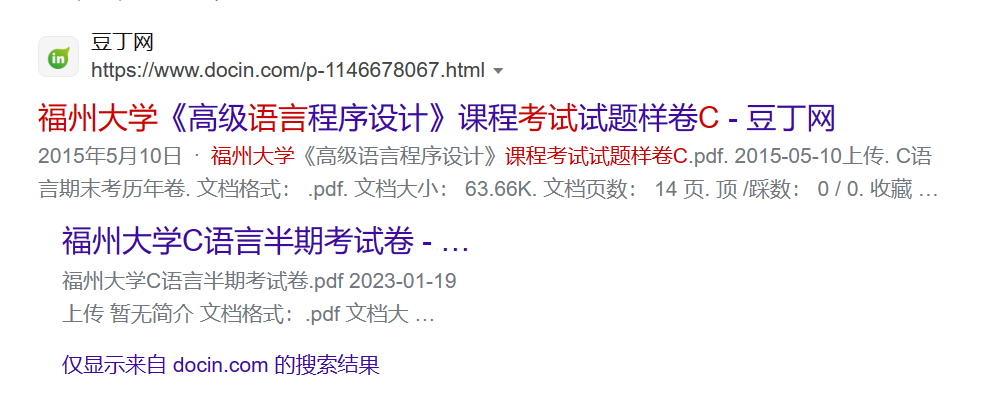 豆丁网
in
https://www.docin.com/p-1146678067.html
福州大学《高级语言程序设计》课程考试试题样卷C - 豆丁网
2015年5月10日 · 福州大学《高级语言程序设计》课程考试试题样卷C.pdf. 2015-05-10上传. C语
言期末考历年卷. 文档格式： .pdf. 文档大小： 63.66K. 文档页数： 14 页. 顶 /踩数： 0 / 0. 收藏 …
福州大学C语言半期考试卷 - …
福州大学C语言半期考试卷.pdf 2023-01-19
上传 暂无简介 文档格式：.pdf 文档大 …
仅显示来自 docin.com 的搜索结果